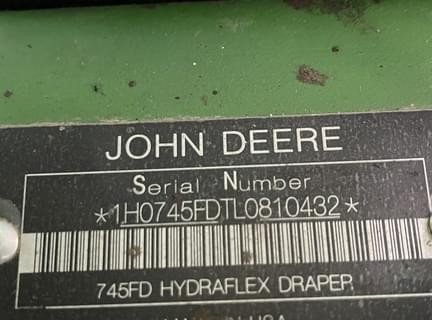 JOHN DEERE
Serial Number
*1H0745FDTL0810432*
745FD HYDRAFLEX DRAPER